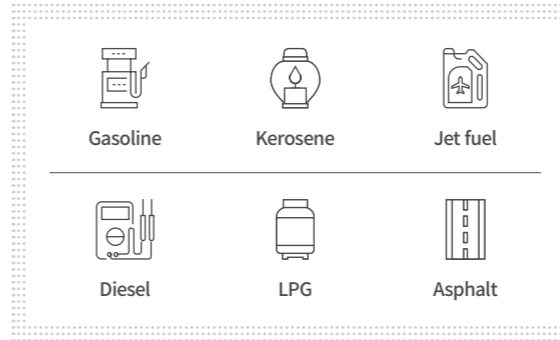 Gasoline
Kerosene
Jet fuel
Diesel
LPG
Asphalt